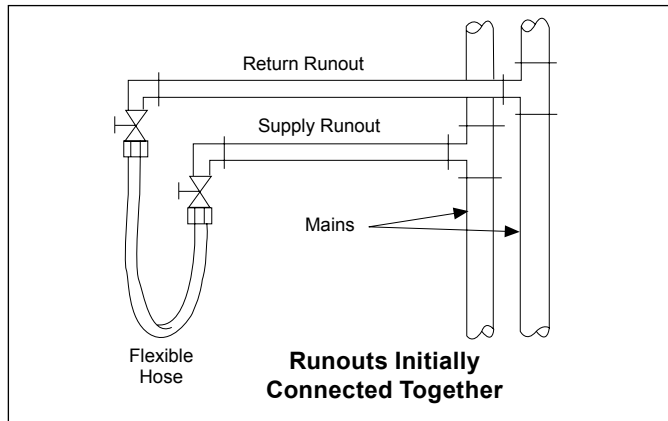 Return Runout
Supply Runout
Mains
Flexible
Hose
Runouts Initially
Connected Together